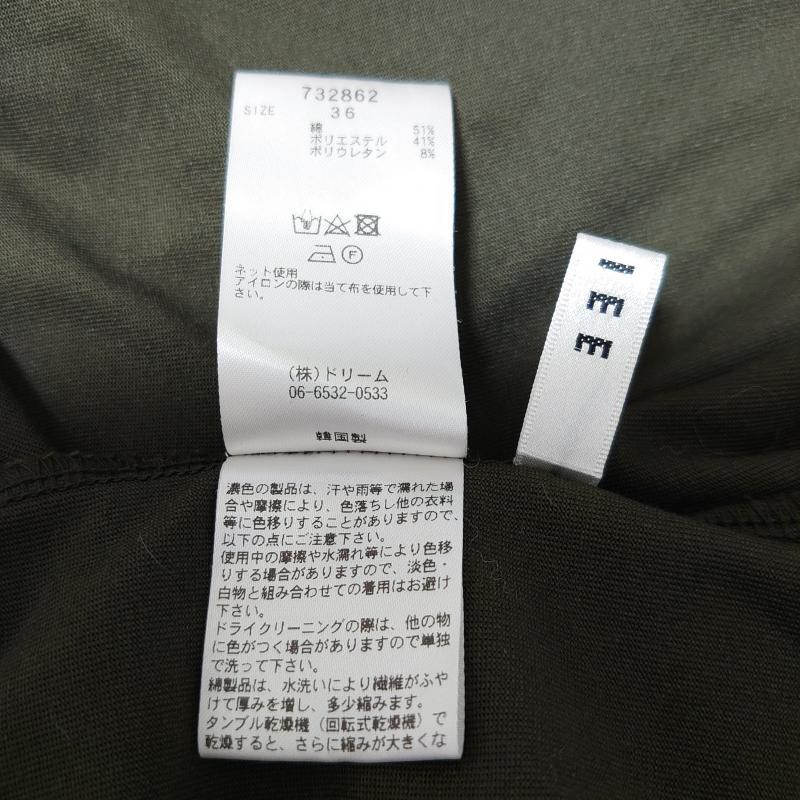 732862
SIZE 36
綿 51%
ポリエステル 41%
ポリウレタン 8%
F
ネット使用
アイロンの際は当て布を使用して下
さい。
(株)ドリーム
06-6532-0533
韓国製
濃色の製品は、汗や雨等で濡れた場
合や摩擦により、色落ちし他の衣料
等に色移りすることがありますので、
以下の点にご注意下さい。
使用中の摩擦や水濡れ等により色移
りする場合がありますので、淡色・
白物と組み合わせての着用はお避け
下さい。
ドライクリーニングの際は、他の物
に色がつく場合がありますので単独
で洗って下さい。
綿製品は、水洗いにより繊維がふや
けて厚みを増し、多少縮みます。
タンブル乾燥機（回転式乾燥機）で
乾燥すると、さらに縮みが大きくな